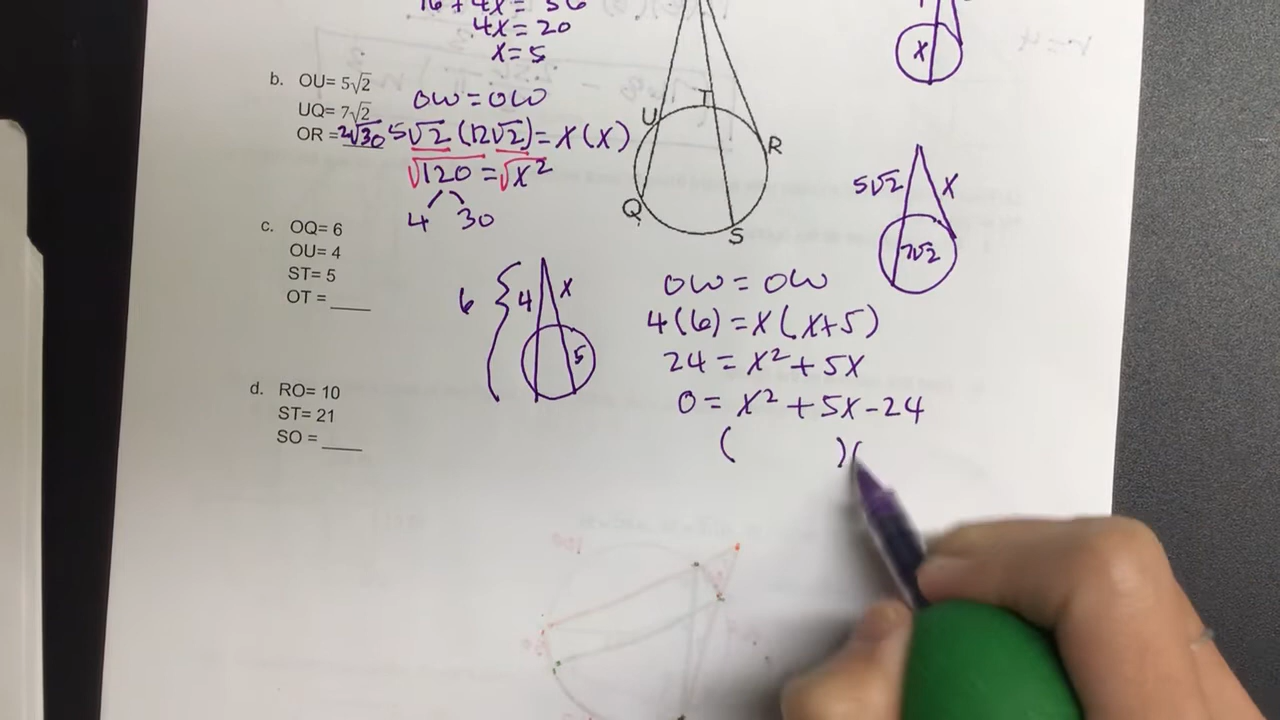 16 + 4x = 36
4x = 20
x = 5
b. OU= 5√2
UQ= 7√2
OR = 2√30
OW = OW
5√2 (12√2) = x(x)
√120 = √x²
4 30
T
U
R
Q
S
x
5√2
x
7√2
c. OQ= 6
OU= 4
ST= 5
OT = ____
6
4
x
5
OW = OW
4(6) = x(x+5)
24 = x² + 5x
0 = x² + 5x - 24
( )(
d. RO= 10
ST= 21
SO = ____